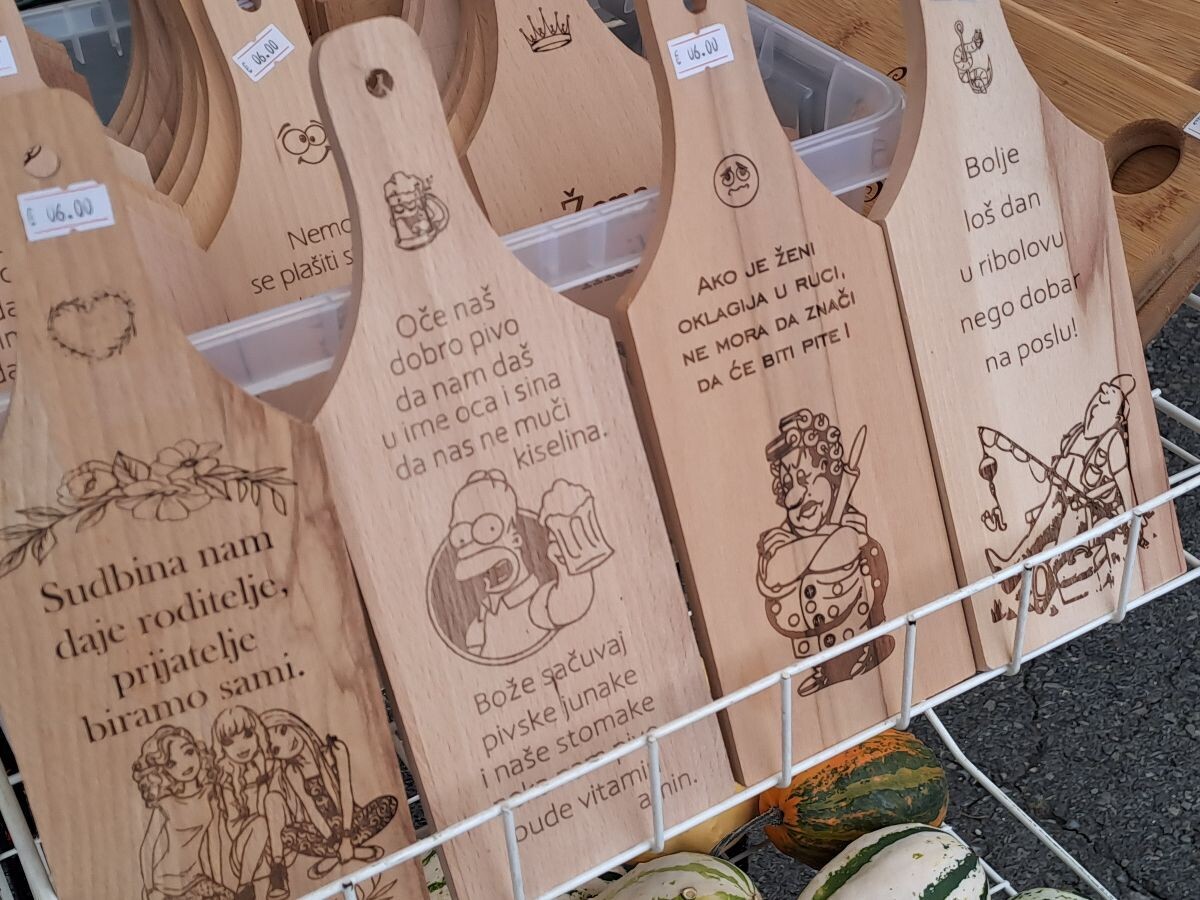 € 06.00
Sudbina nam
daje roditelje,
prijatelje
biramo sami.
€ 06.00
Nemo
se plašiti s
Oče naš
dobro pivo
da nam daš
u ime oca i sina
da nas ne muči
kiselina.
Bože sačuvaj
pivske junake
i naše stomake
bude vitami
amin.
Žena
€ 06.00
AKO JE ŽENI
OKLAGIJA U RUCI,
NE MORA DA ZNAČI
DA ĆE BITI PITE !
Bolje
loš dan
u ribolovu
nego dobar
na poslu!